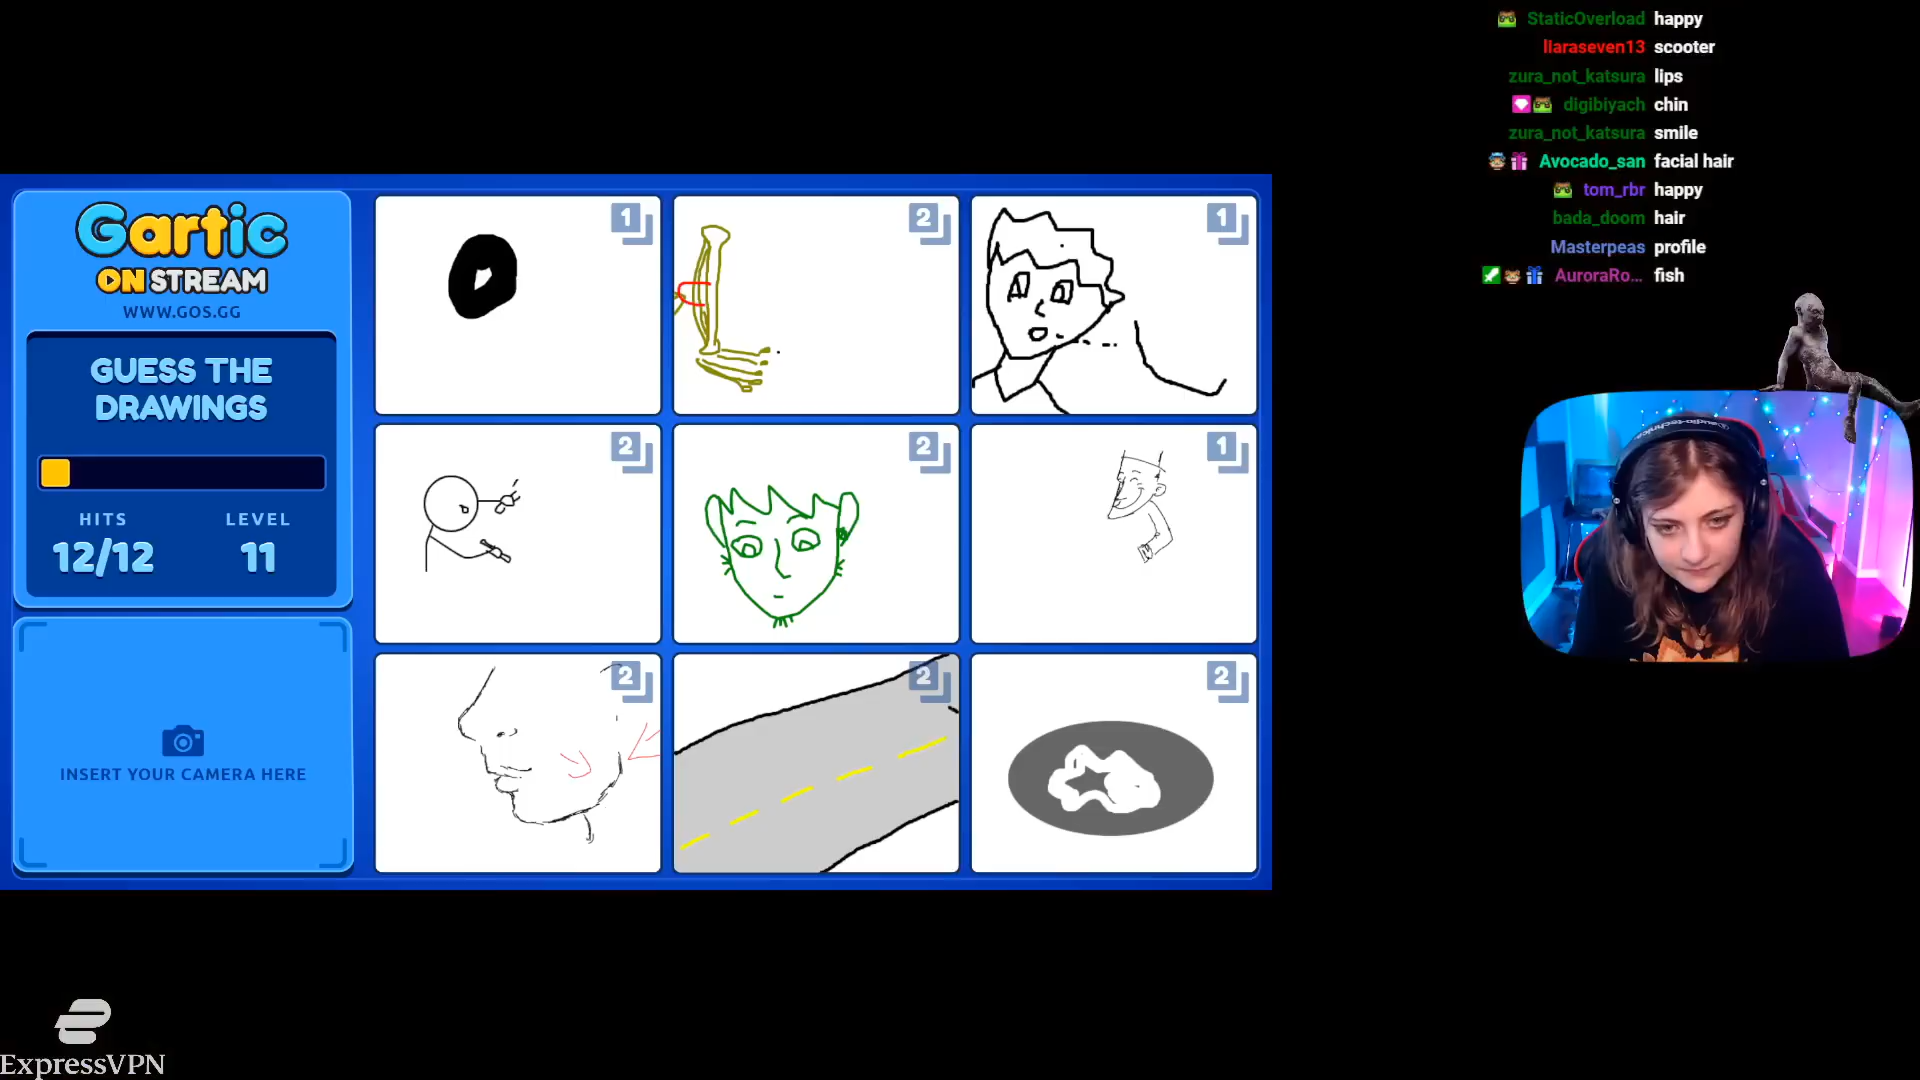 Gartic
ON STREAM
WWW.GOS.GG
GUESS THE
DRAWINGS
HITS
LEVEL
12/12
11
INSERT YOUR CAMERA HERE
1
2
1
2
2
1
2
2
2
StaticOverload happy
llaraseven13 scooter
zura_not_katsura lips
digibiyach chin
zura_not_katsura smile
Avocado_san facial hair
tom_rbr happy
bada_doom hair
Masterpeas profile
AuroraRo... fish
audio-technica
ExpressVPN